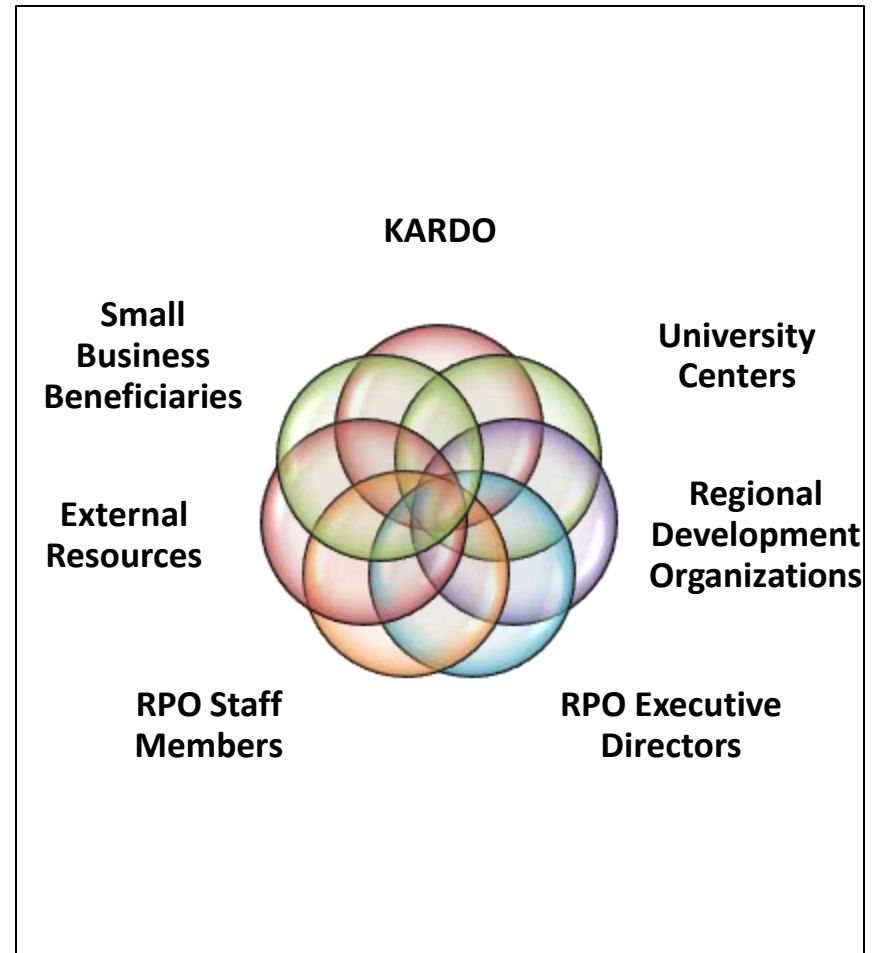 KARDO
Small
Business
Beneficiaries
University
Centers
External
Resources
Regional
Development
Organizations
RPO Staff
Members
RPO Executive
Directors